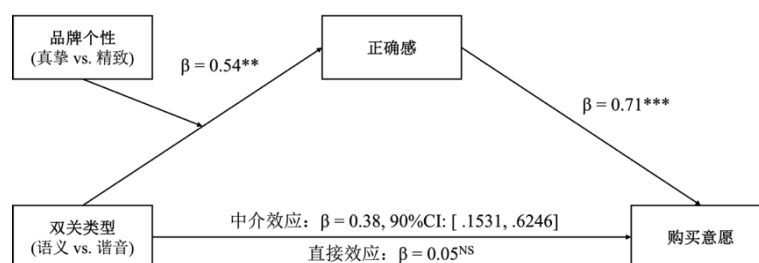 品牌个性
(真挚 vs. 精致)
正确感
β = 0.54**
β = 0.71***
双关类型
(语义 vs. 谐音)
中介效应：β = 0.38, 90%CI: [ .1531, .6246]
直接效应：β = 0.05NS
购买意愿